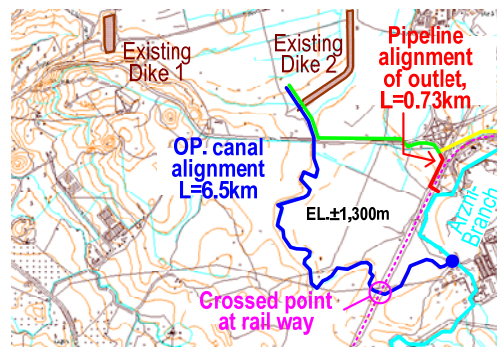 Existing
Dike 1
Existing
Dike 2
Pipeline
alignment
of outlet,
L=0.73km
OP. canal
alignment
L=6.5km
EL.±1,300m
Arzni
Branch
Crossed point
at rail way